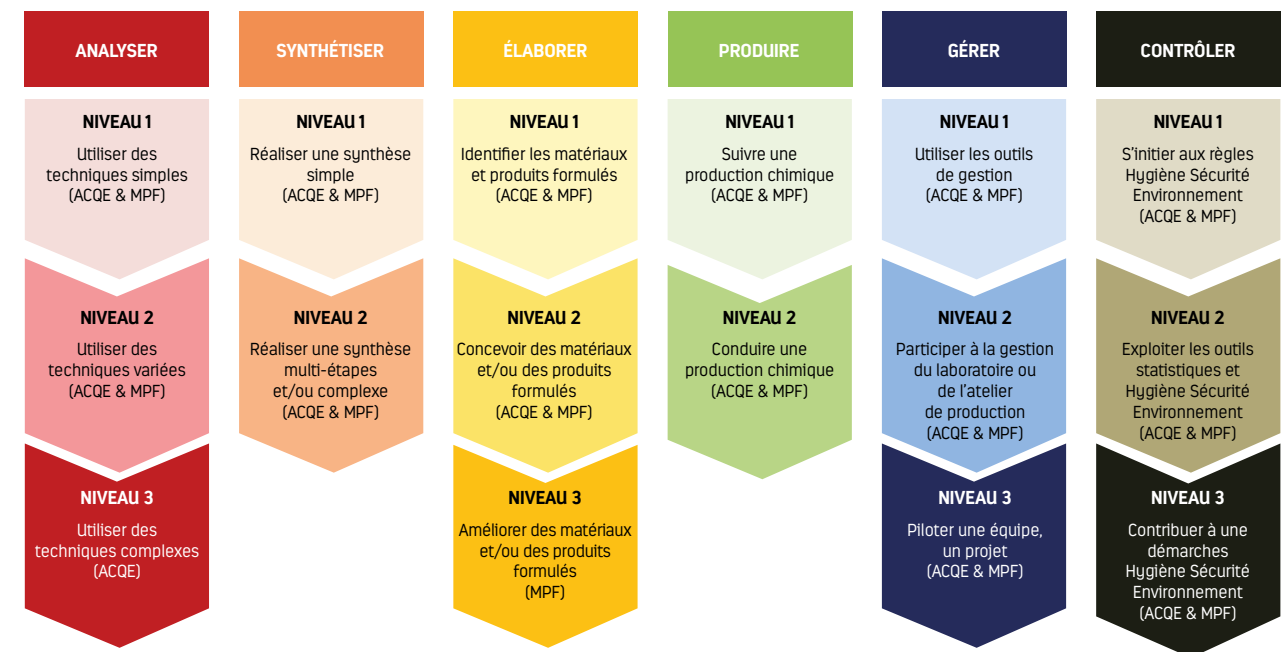 ANALYSER
NIVEAU 1
Utiliser des
techniques simples
(ACQE & MPF)
NIVEAU 2
Utiliser des
techniques variées
(ACQE & MPF)
NIVEAU 3
Utiliser des
techniques complexes
(ACQE)
SYNTHÉTISER
NIVEAU 1
Réaliser une synthèse
simple
(ACQE & MPF)
NIVEAU 2
Réaliser une synthèse
multi-étapes
et/ou complexe
(ACQE & MPF)
ÉLABORER
NIVEAU 1
Identifier les matériaux
et produits formulés
(ACQE & MPF)
NIVEAU 2
Concevoir des matériaux
et/ou des produits
formulés
(ACQE & MPF)
NIVEAU 3
Améliorer des matériaux
et/ou des produits
formulés
(MPF)
PRODUIRE
NIVEAU 1
Suivre une
production chimique
(ACQE & MPF)
NIVEAU 2
Conduire une
production chimique
(ACQE & MPF)
GÉRER
NIVEAU 1
Utiliser les outils
de gestion
(ACQE & MPF)
NIVEAU 2
Participer à la gestion
du laboratoire ou
de l'atelier
de production
(ACQE & MPF)
NIVEAU 3
Piloter une équipe,
un projet
(ACQE & MPF)
CONTRÔLER
NIVEAU 1
S'initier aux règles
Hygiène Sécurité
Environnement
(ACQE & MPF)
NIVEAU 2
Exploiter les outils
statistiques et
Hygiène Sécurité
Environnement
(ACQE & MPF)
NIVEAU 3
Contribuer à une
démarches
Hygiène Sécurité
Environnement
(ACQE & MPF)